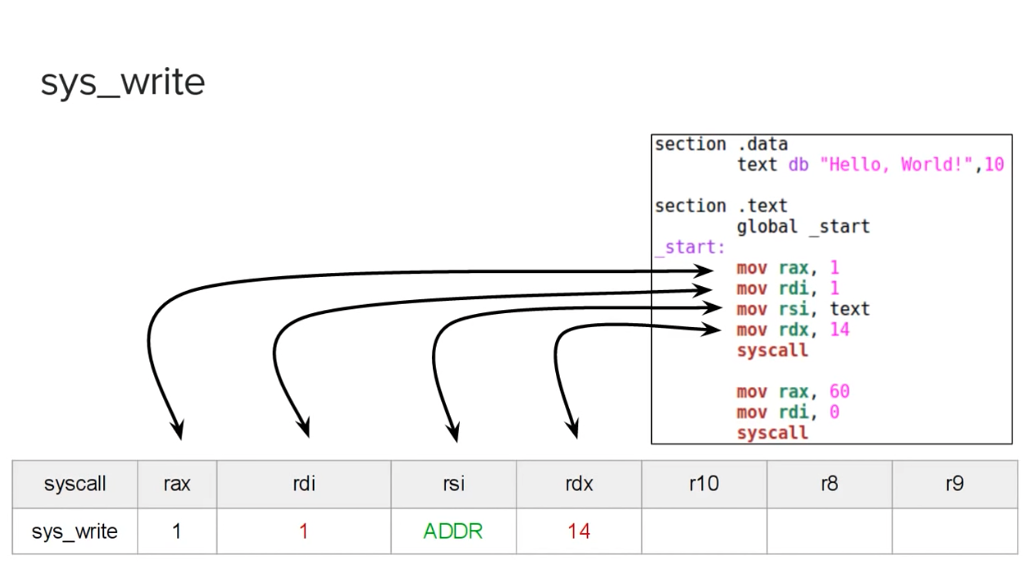 sys_write
section .data
text db "Hello, World!",10
section .text
global _start
_start:
mov rax, 1
mov rdi, 1
mov rsi, text
mov rdx, 14
syscall
mov rax, 60
mov rdi, 0
syscall
syscall rax rdi rsi rdx r10 r8 r9
sys_write 1 1 ADDR 14